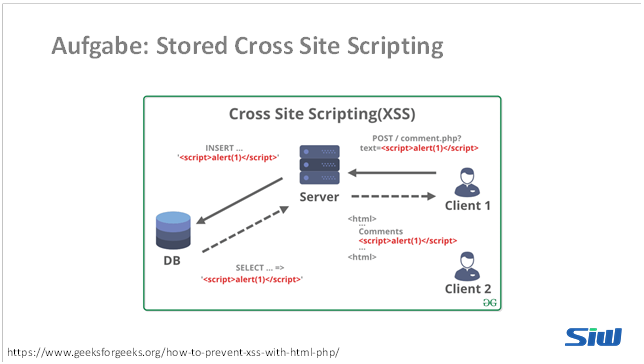 Aufgabe: Stored Cross Site Scripting
Cross Site Scripting(XSS)
INSERT ...
'<script>alert(1)</script>'
POST / comment.php?
text=<script>alert(1)</script>
Server
Client 1
<html>
...
Comments
<script>alert(1)</script>
...
<html>
DB
SELECT ... =>
'<script>alert(1)</script>'
Client 2
SiW
https://www.geeksforgeeks.org/how-to-prevent-xss-with-html-php/